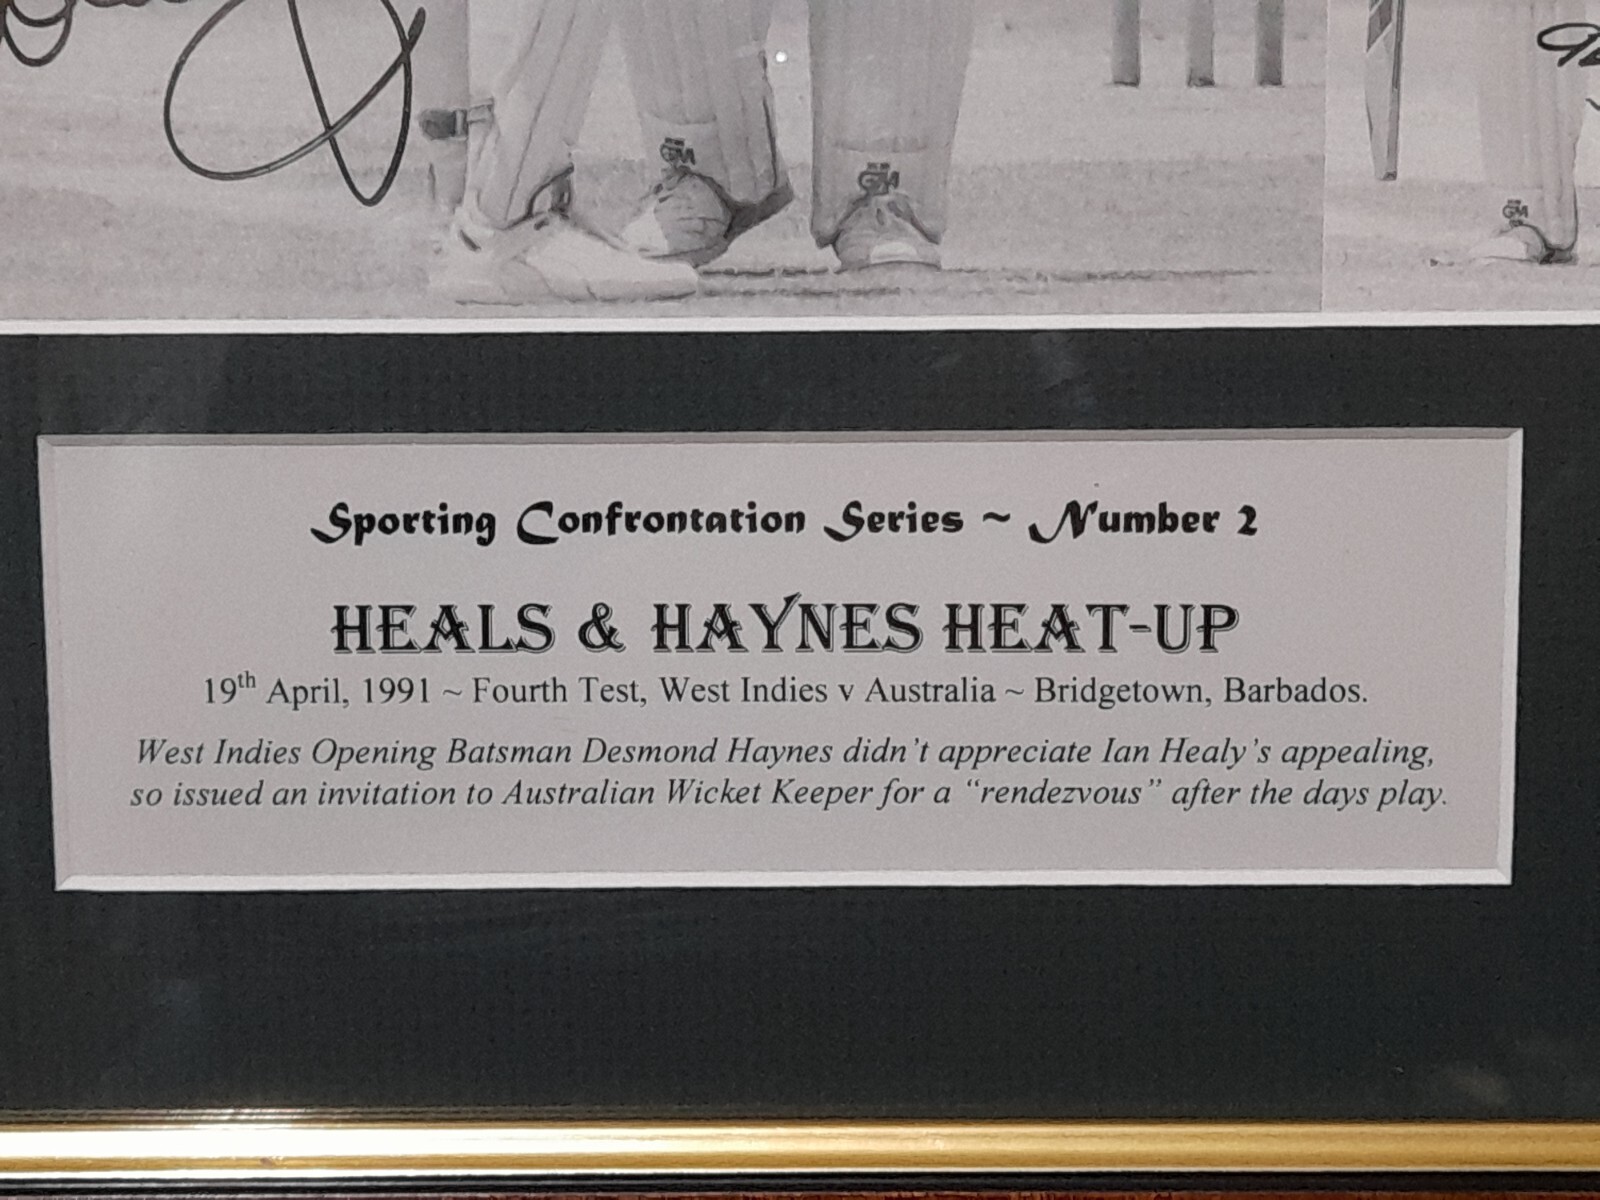 GM
GM
GM
Sporting Confrontation Series ~ Number 2
HEALS & HAYNES HEAT-UP
19th April, 1991 ~ Fourth Test, West Indies v Australia ~ Bridgetown, Barbados.
West Indies Opening Batsman Desmond Haynes didn't appreciate Ian Healy's appealing,
so issued an invitation to Australian Wicket Keeper for a “rendezvous” after the days play.